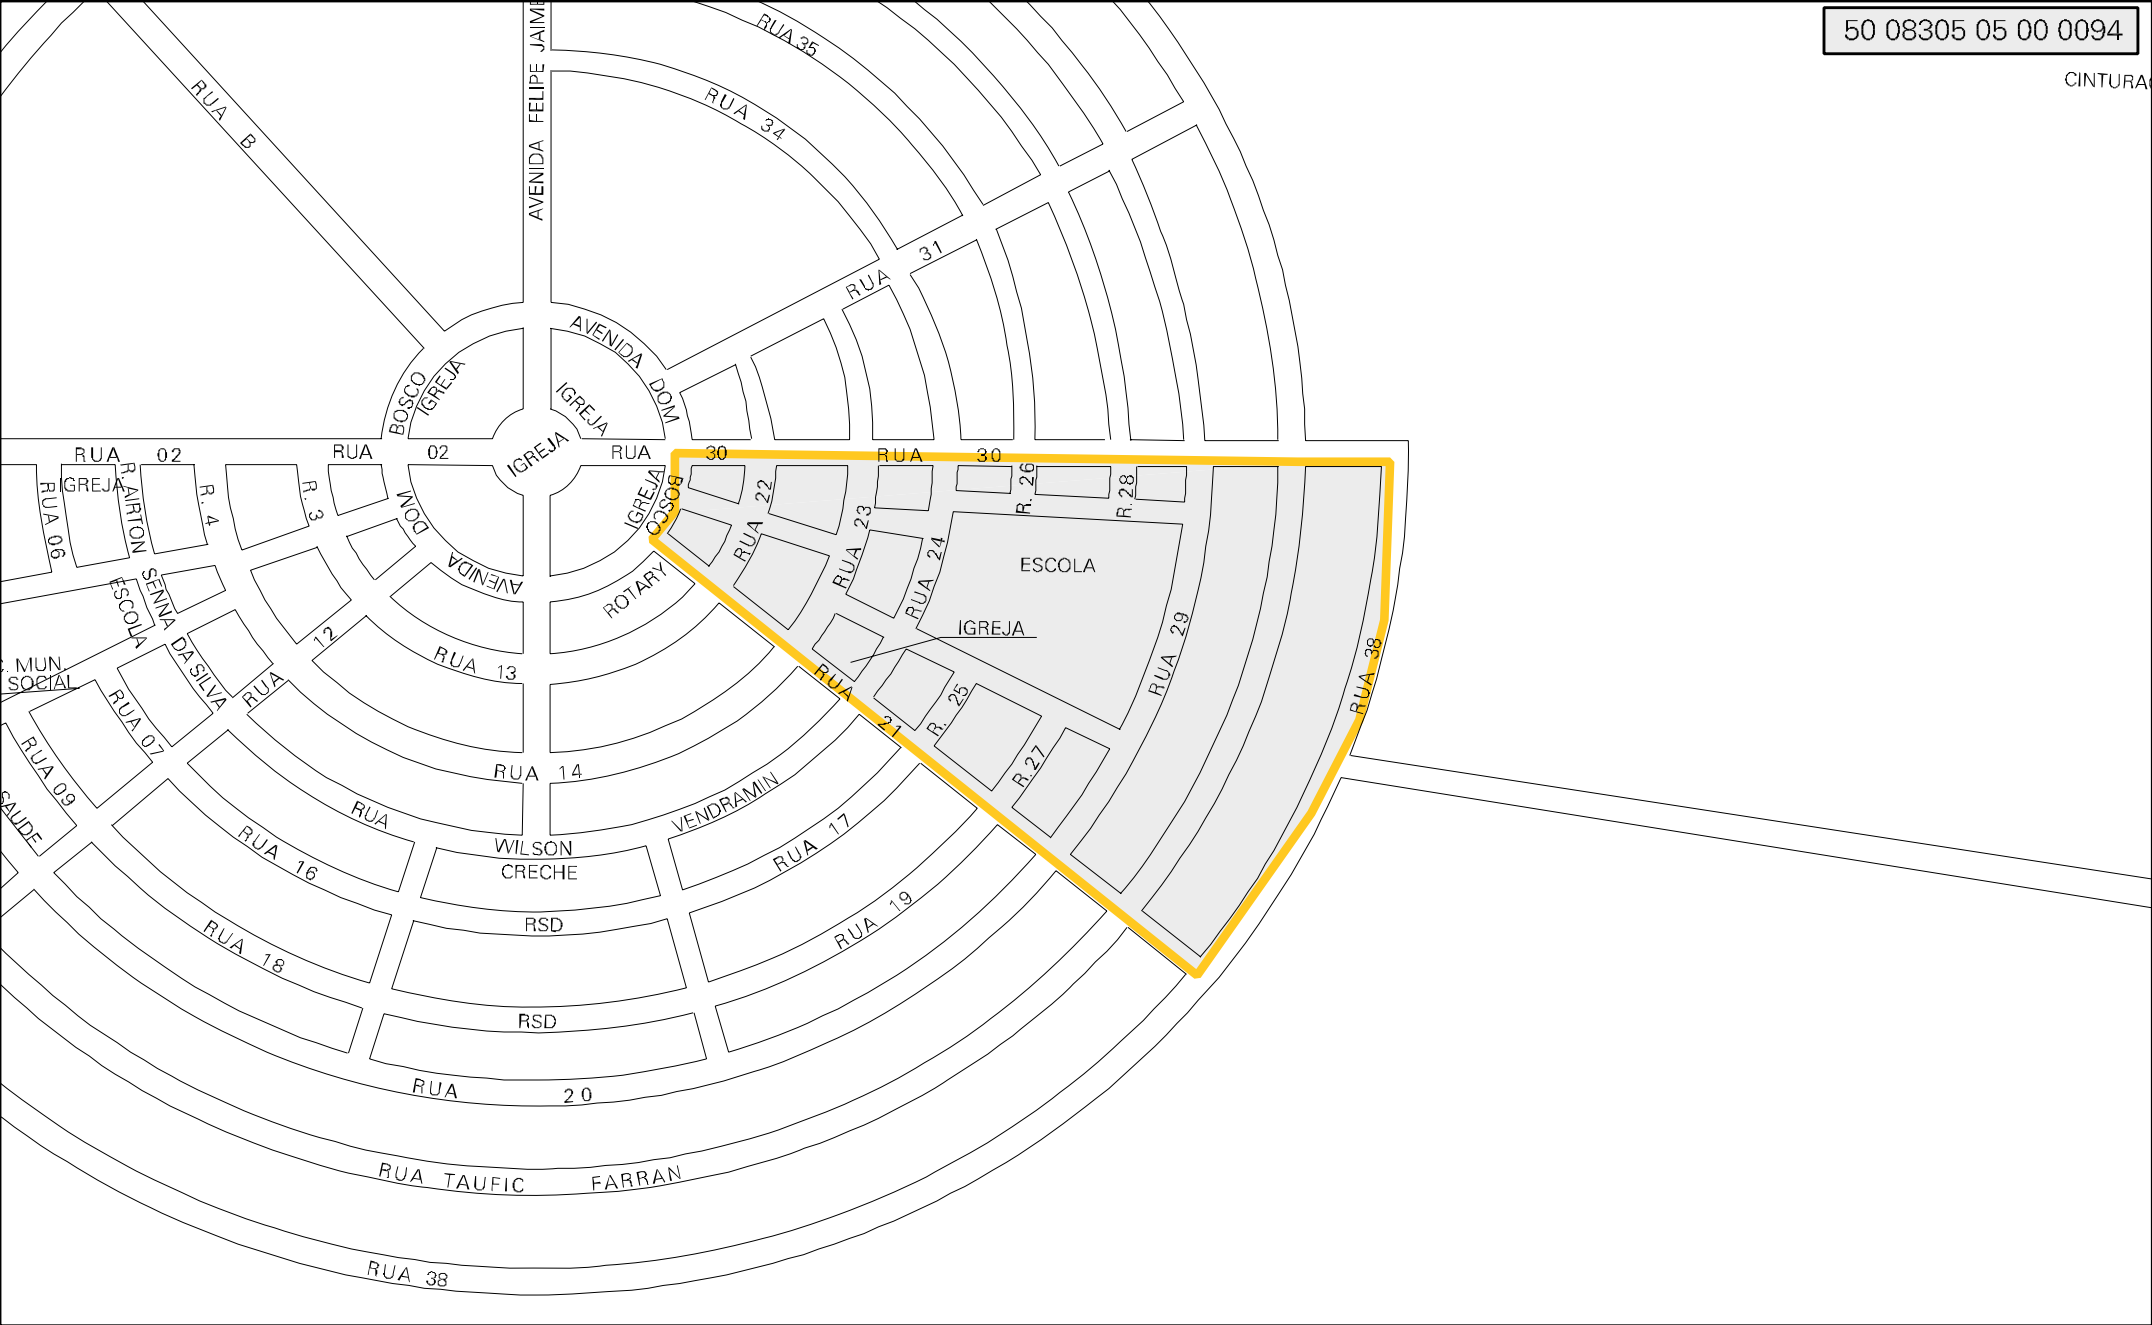 50 08305 05 00 0094
AVENIDA FELIPE JAIME
RUA 35
RUA B
RUA 34
RUA 31
AVENIDA DOM
BOSCO
IGREJA
IGREJA
IGREJA
RUA 02
RUA 02
RUA 30
RUA 30
IGREJA
RUA 06
R. AIRTON SENNA DA SILVA
R. 4
R. 3
DOM
AVENIDA
IGREJA
BOSCO
ROTARY
RUA 22
RUA 23
RUA 24
R. 26
R. 28
ESCOLA
IGREJA
RUA 29
RUA 38
R. 25
R. 27
RUA 21
ESCOLA
RUA 12
RUA 13
C. MUN.
SOCIAL
RUA 07
RUA 09
SAUDE
RUA 14
RUA WILSON VENDRAMIN
CRECHE
RUA 16
RUA 17
RSD
RUA 18
RUA 19
RSD
RUA 20
RUA TAUFIC FARRAN
RUA 38